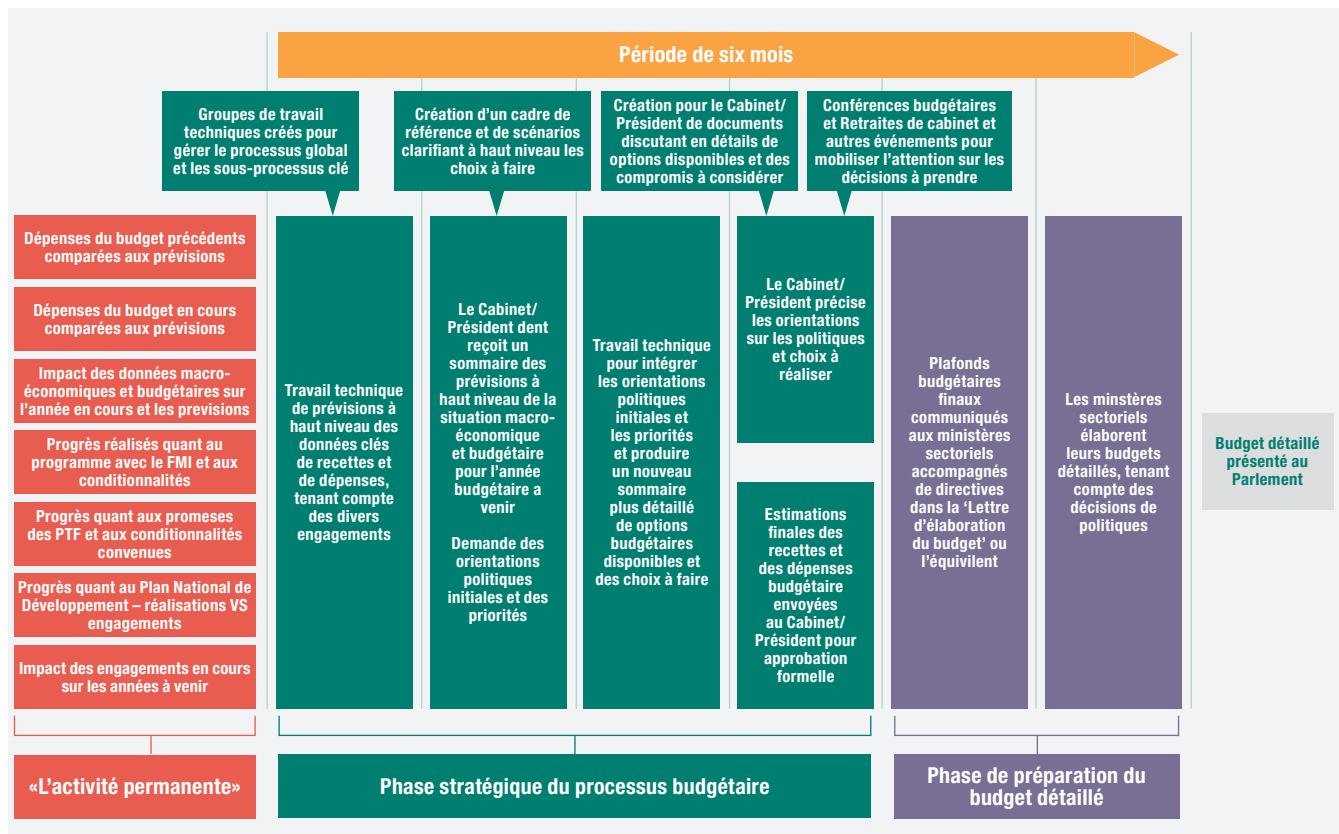 Période de six mois
Groupes de travail
techniques créés pour
gérer le processus global
et les sous-processus clé
Création d'un cadre de
référence et de scénarios
clarifiant à haut niveau les
choix à faire
Création pour le Cabinet/
Président de documents
discutant en détails de
options disponibles et des
compromis à considérer
Conférences budgétaires
et Retraites de cabinet et
autres événements pour
mobiliser l'attention sur les
décisions à prendre
Dépenses du budget précédents
comparées aux prévisions
Dépenses du budget en cours
comparées aux prévisions
Impact des données macro-
économiques et budgétaires sur
l'année en cours et les previsions
Progrès réalisés quant au
programme avec le FMI et aux
conditionnalités
Progrès quant aux promeses
des PTF et aux conditionnalités
convenues
Progrès quant au Plan National de
Développement – réalisations VS
engagements
Impact des engagements en cours
sur les années à venir
Travail technique
de prévisions à
haut niveau des
données clés
de recettes et
de dépenses,
tenant compte
des divers
engagements
Le Cabinet/
Président dent
reçoit un
sommaire des
prévisions à
haut niveau de la
situation macro-
économique
et budgétaire
pour l'année
budgétaire a
venir
Demande des
orientations
politiques
initiales et des
priorités
Travail technique
pour intégrer
les orientations
politiques
initiales et
les priorités
et produire
un nouveau
sommaire
plus détaillé
de options
budgétaires
disponibles et
des choix à faire
Le Cabinet/
Président précise
les orientations
sur les politiques
et choix à
réaliser
Estimations
finales des
recettes et
des dépenses
budgétaire
envoyées
au Cabinet/
Président pour
approbation
formelle
Plafonds
budgétaires
finaux
communiqués
aux ministères
sectoriels
accompagnés
de directives
dans la 'Lettre
d'élaboration
du budget' ou
l'équivilent
Les minstères
sectoriels
élaborent
leurs budgets
détaillés, tenant
compte des
décisions de
politiques
Budget détaillé
présenté au
Parlement
«L'activité permanente»
Phase stratégique du processus budgétaire
Phase de préparation du
budget détaillé